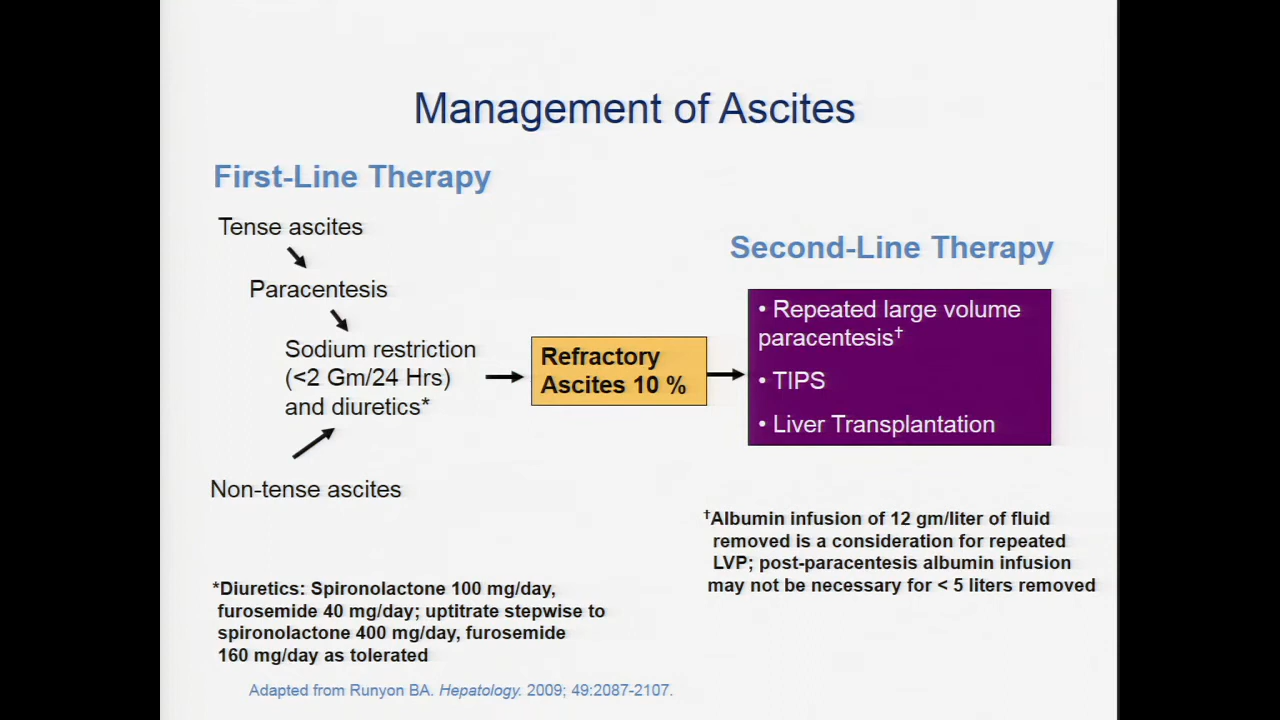 Management of Ascites
First-Line Therapy
Tense ascites
Paracentesis
Sodium restriction
(<2 Gm/24 Hrs)
and diuretics*
Non-tense ascites
Refractory
Ascites 10 %
Second-Line Therapy
• Repeated large volume
paracentesis†
• TIPS
• Liver Transplantation
†Albumin infusion of 12 gm/liter of fluid
removed is a consideration for repeated
LVP; post-paracentesis albumin infusion
may not be necessary for < 5 liters removed
*Diuretics: Spironolactone 100 mg/day,
furosemide 40 mg/day; uptitrate stepwise to
spironolactone 400 mg/day, furosemide
160 mg/day as tolerated
Adapted from Runyon BA. Hepatology. 2009; 49:2087-2107.